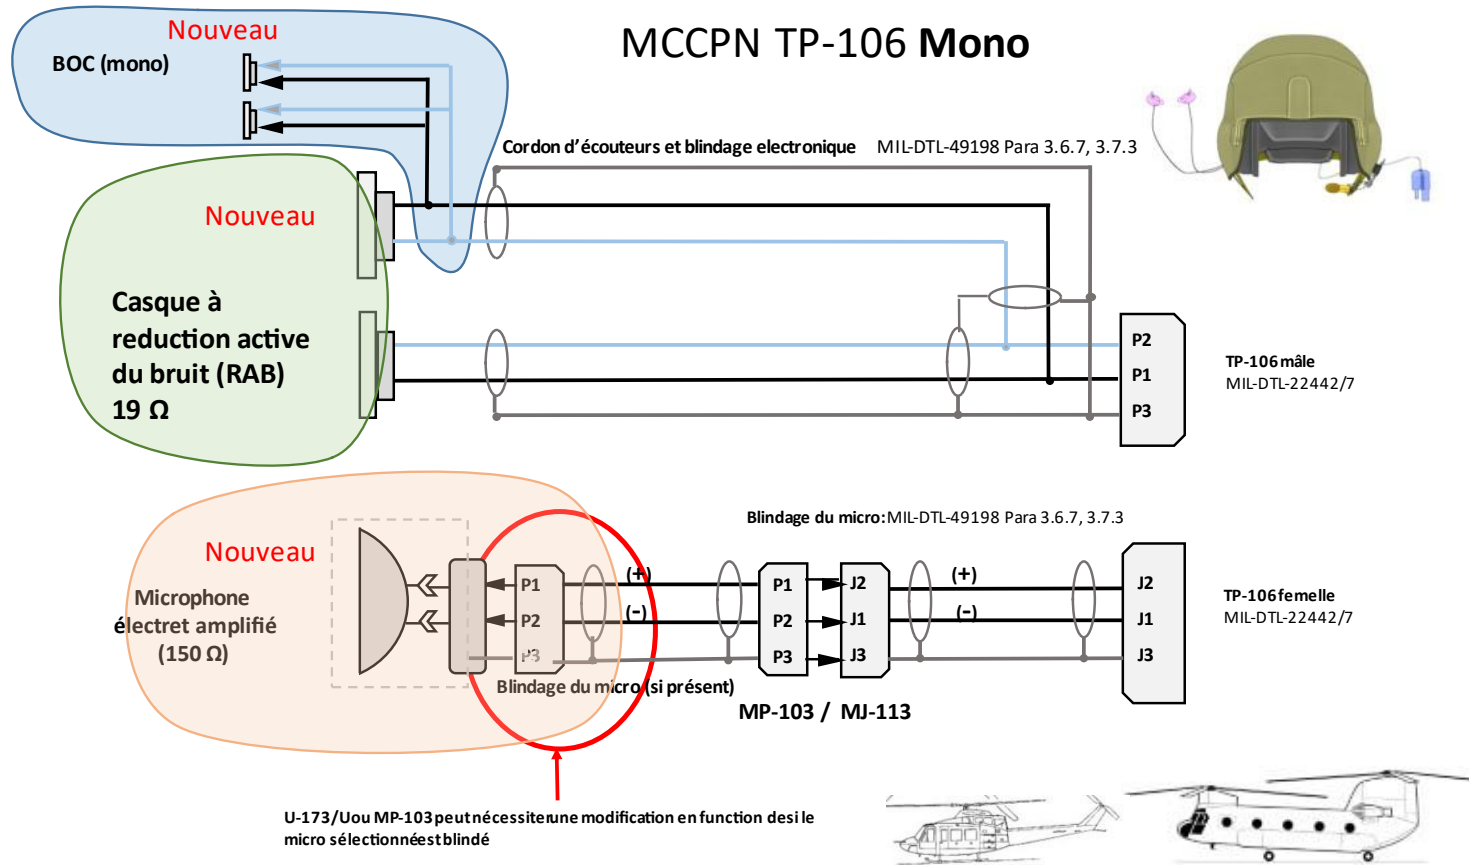 MCCPN TP-106 Mono
Nouveau
BOC (mono)
Cordon d'écouteurs et blindage electronique MIL-DTL-49198 Para 3.6.7, 3.7.3
Nouveau
Casque à
reduction active
du bruit (RAB)
19 Ω
P2
P1
P3
TP-106 mâle
MIL-DTL-22442/7
Blindage du micro: MIL-DTL-49198 Para 3.6.7, 3.7.3
Nouveau
Microphone
électret amplifié
(150 Ω)
P1
P2
P3
(+)
(-)
Blindage du micro (si présent)
P1
P2
P3
J2
J1
J3
MP-103 / MJ-113
(+)
(-)
J2
J1
J3
TP-106 femelle
MIL-DTL-22442/7
U-173/U ou MP-103 peut nécessiter une modification en function de si le
micro sélectionné est blindé